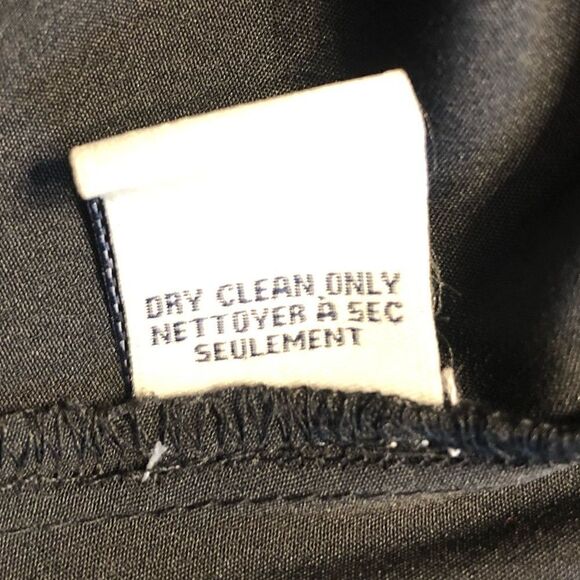 DRY CLEAN ONLY
NETTOYER À SEC
SEULEMENT